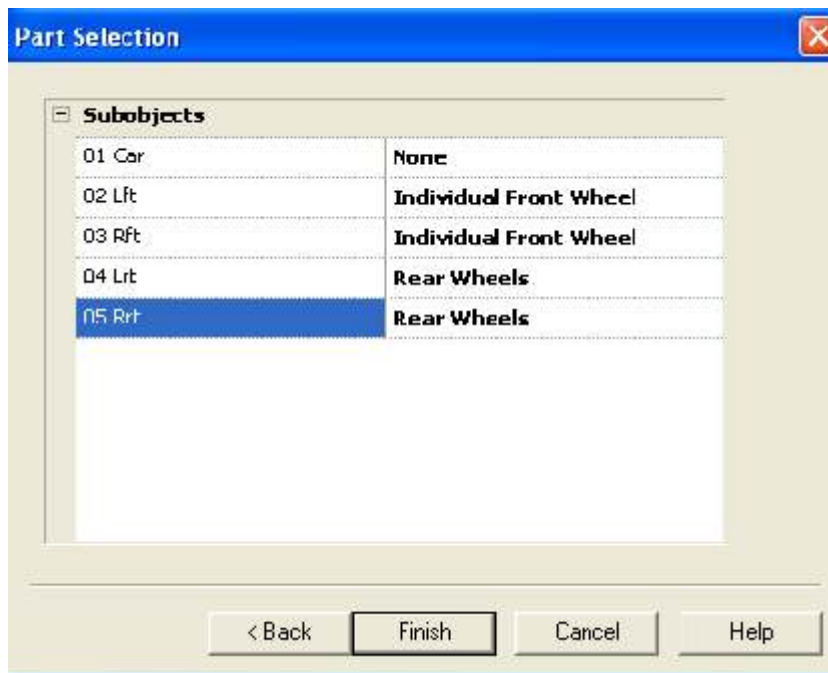 Part Selection
Subobjects
01 Car None
02 Lft Individual Front Wheel
03 Rft Individual Front Wheel
04 Lrt Rear Wheels
05 Rrt Rear Wheels
< Back Finish Cancel Help